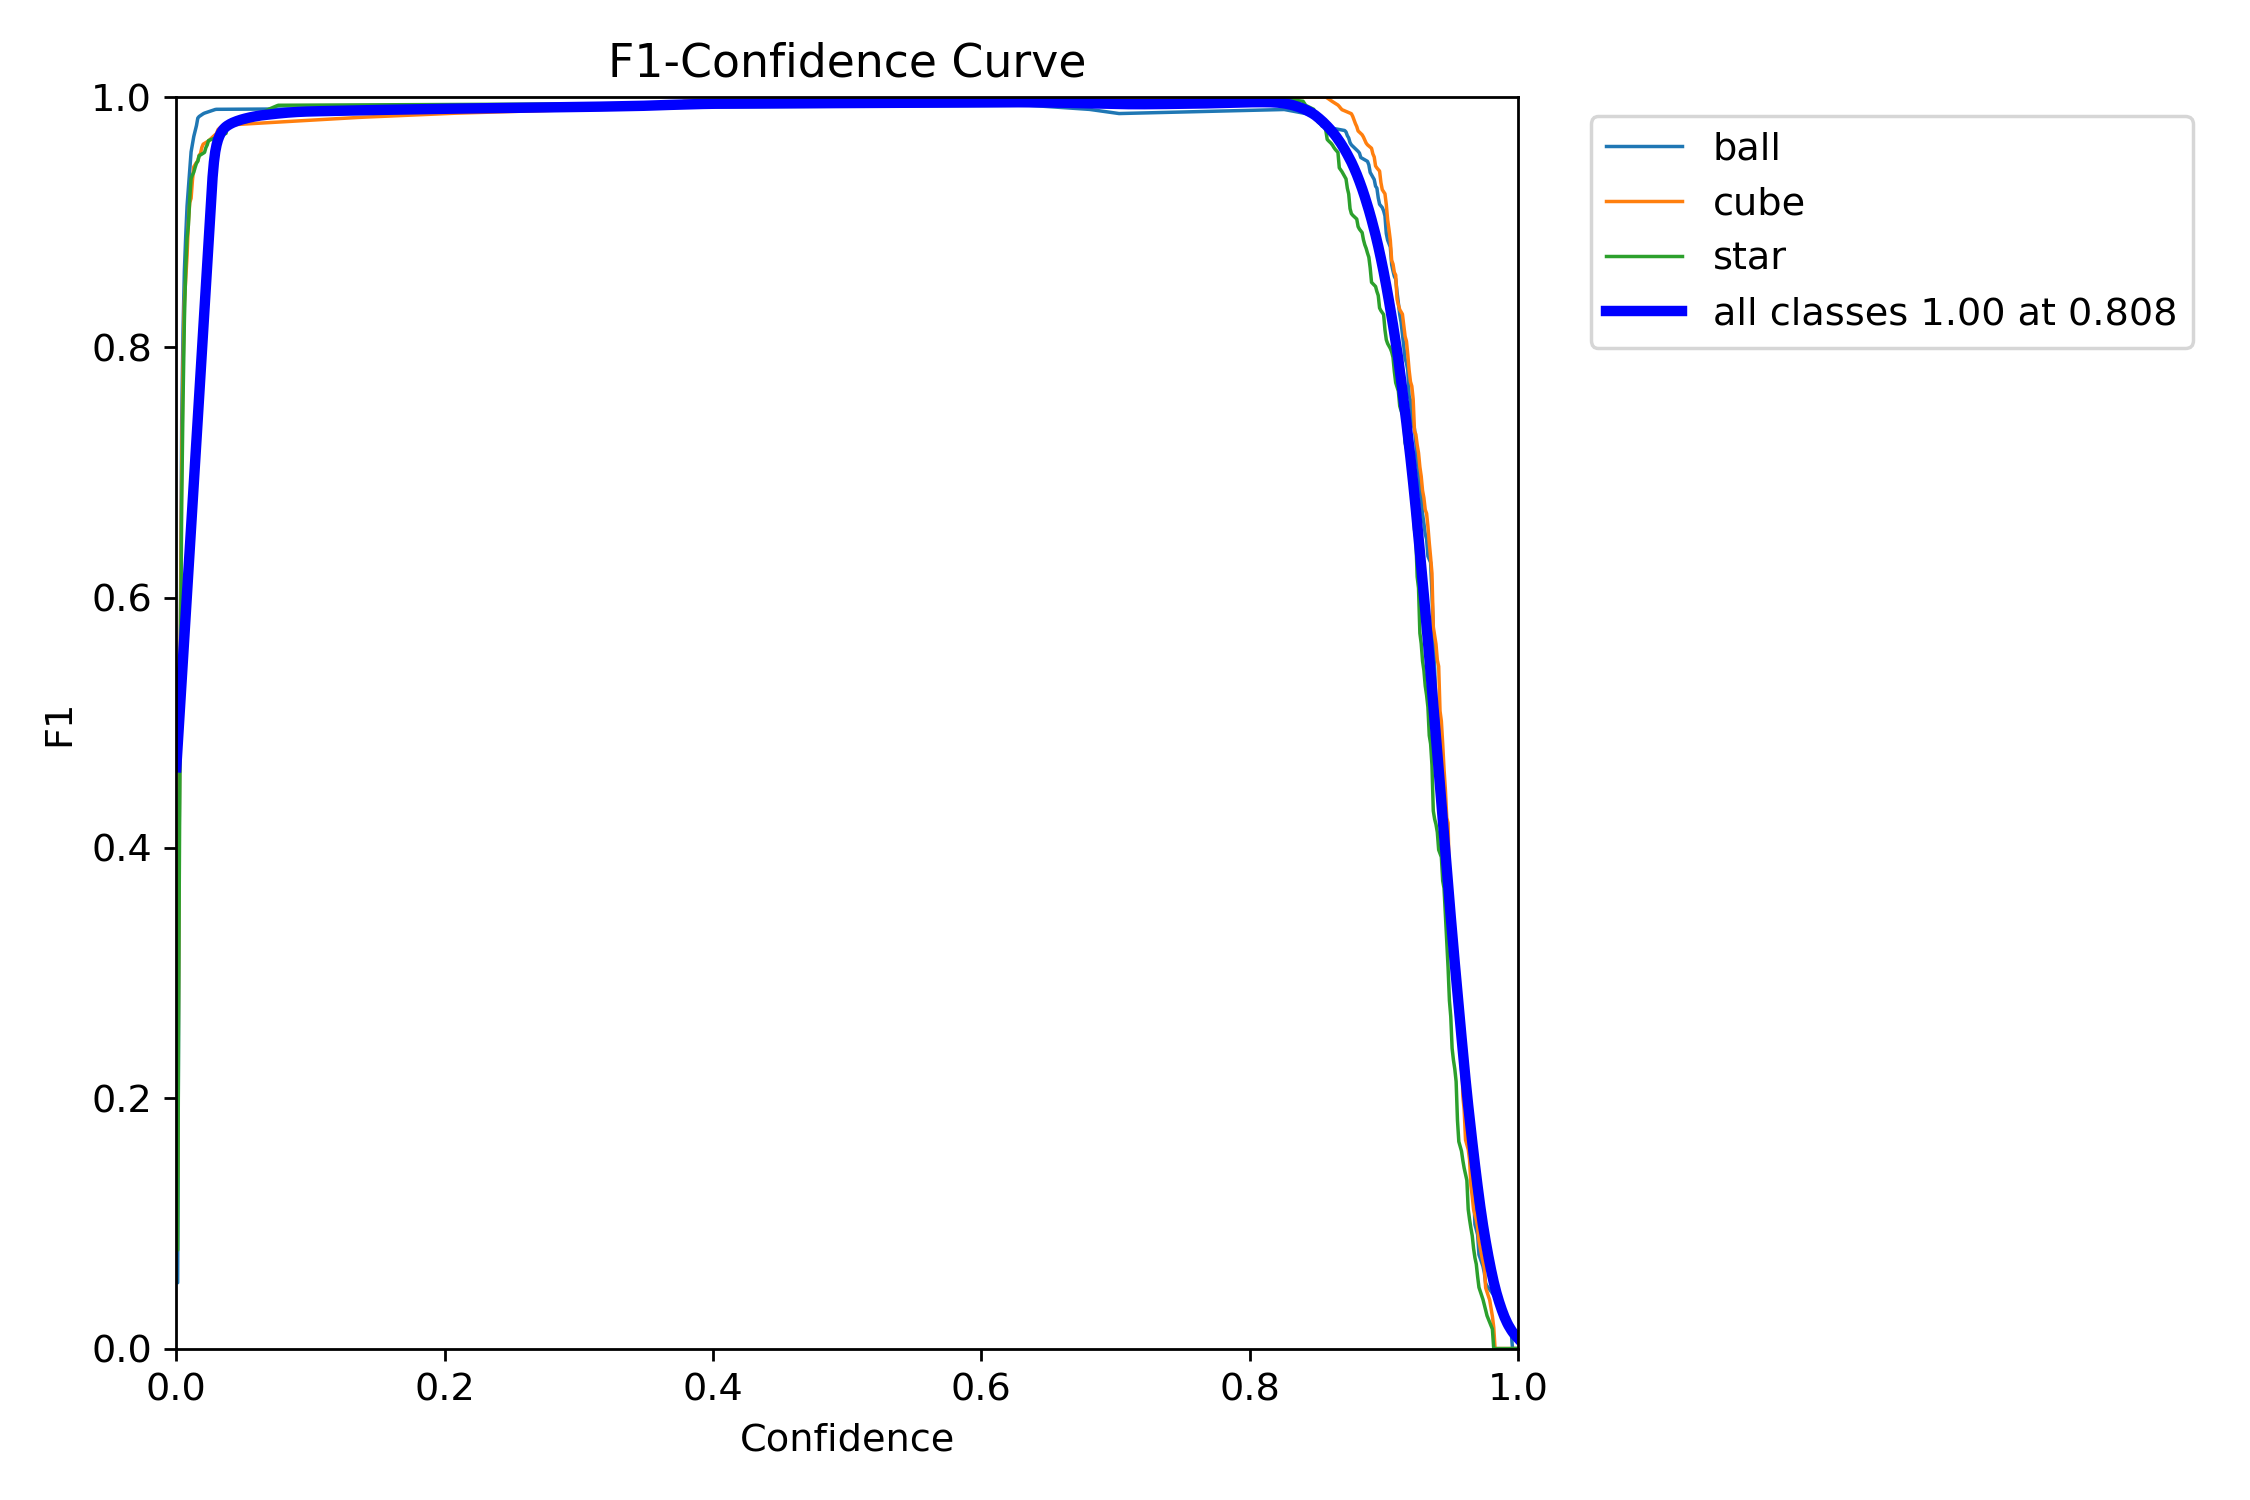 F1-Confidence Curve
1.0
0.8
0.6
0.4
0.2
0.0
F1
0.0 0.2 0.4 0.6 0.8 1.0
Confidence
ball
cube
star
all classes 1.00 at 0.808